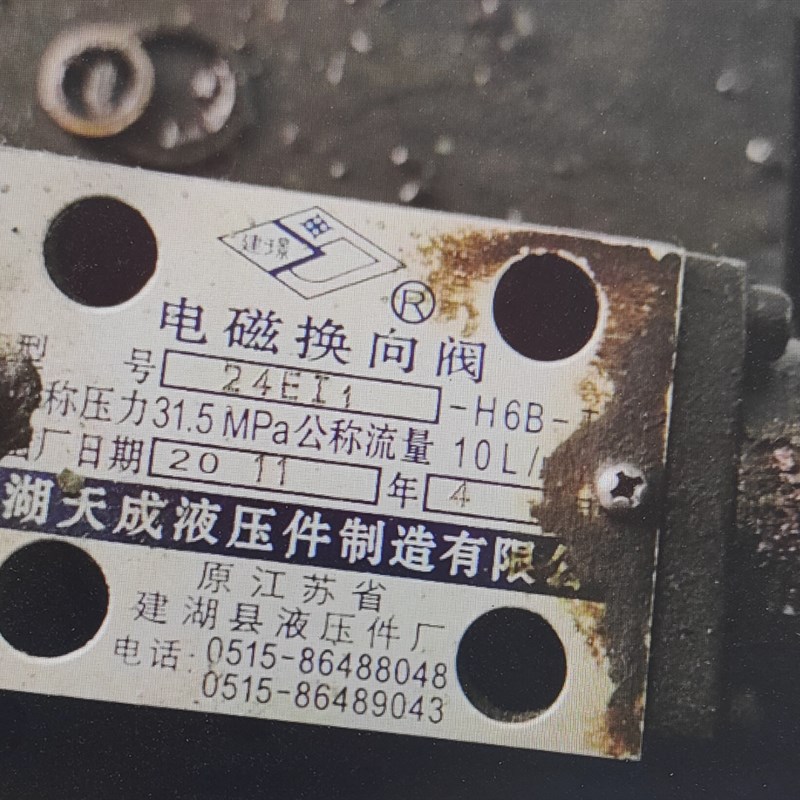 建璟
®
电磁换向阀
型 号 24EI1 -H6B-
称压力31.5MPa公称流量 10L/
厂日期 20 11 年 4
湖天成液压件制造有限公
原江苏省
建湖县液压件厂
电话:0515-86488048
0515-86489043